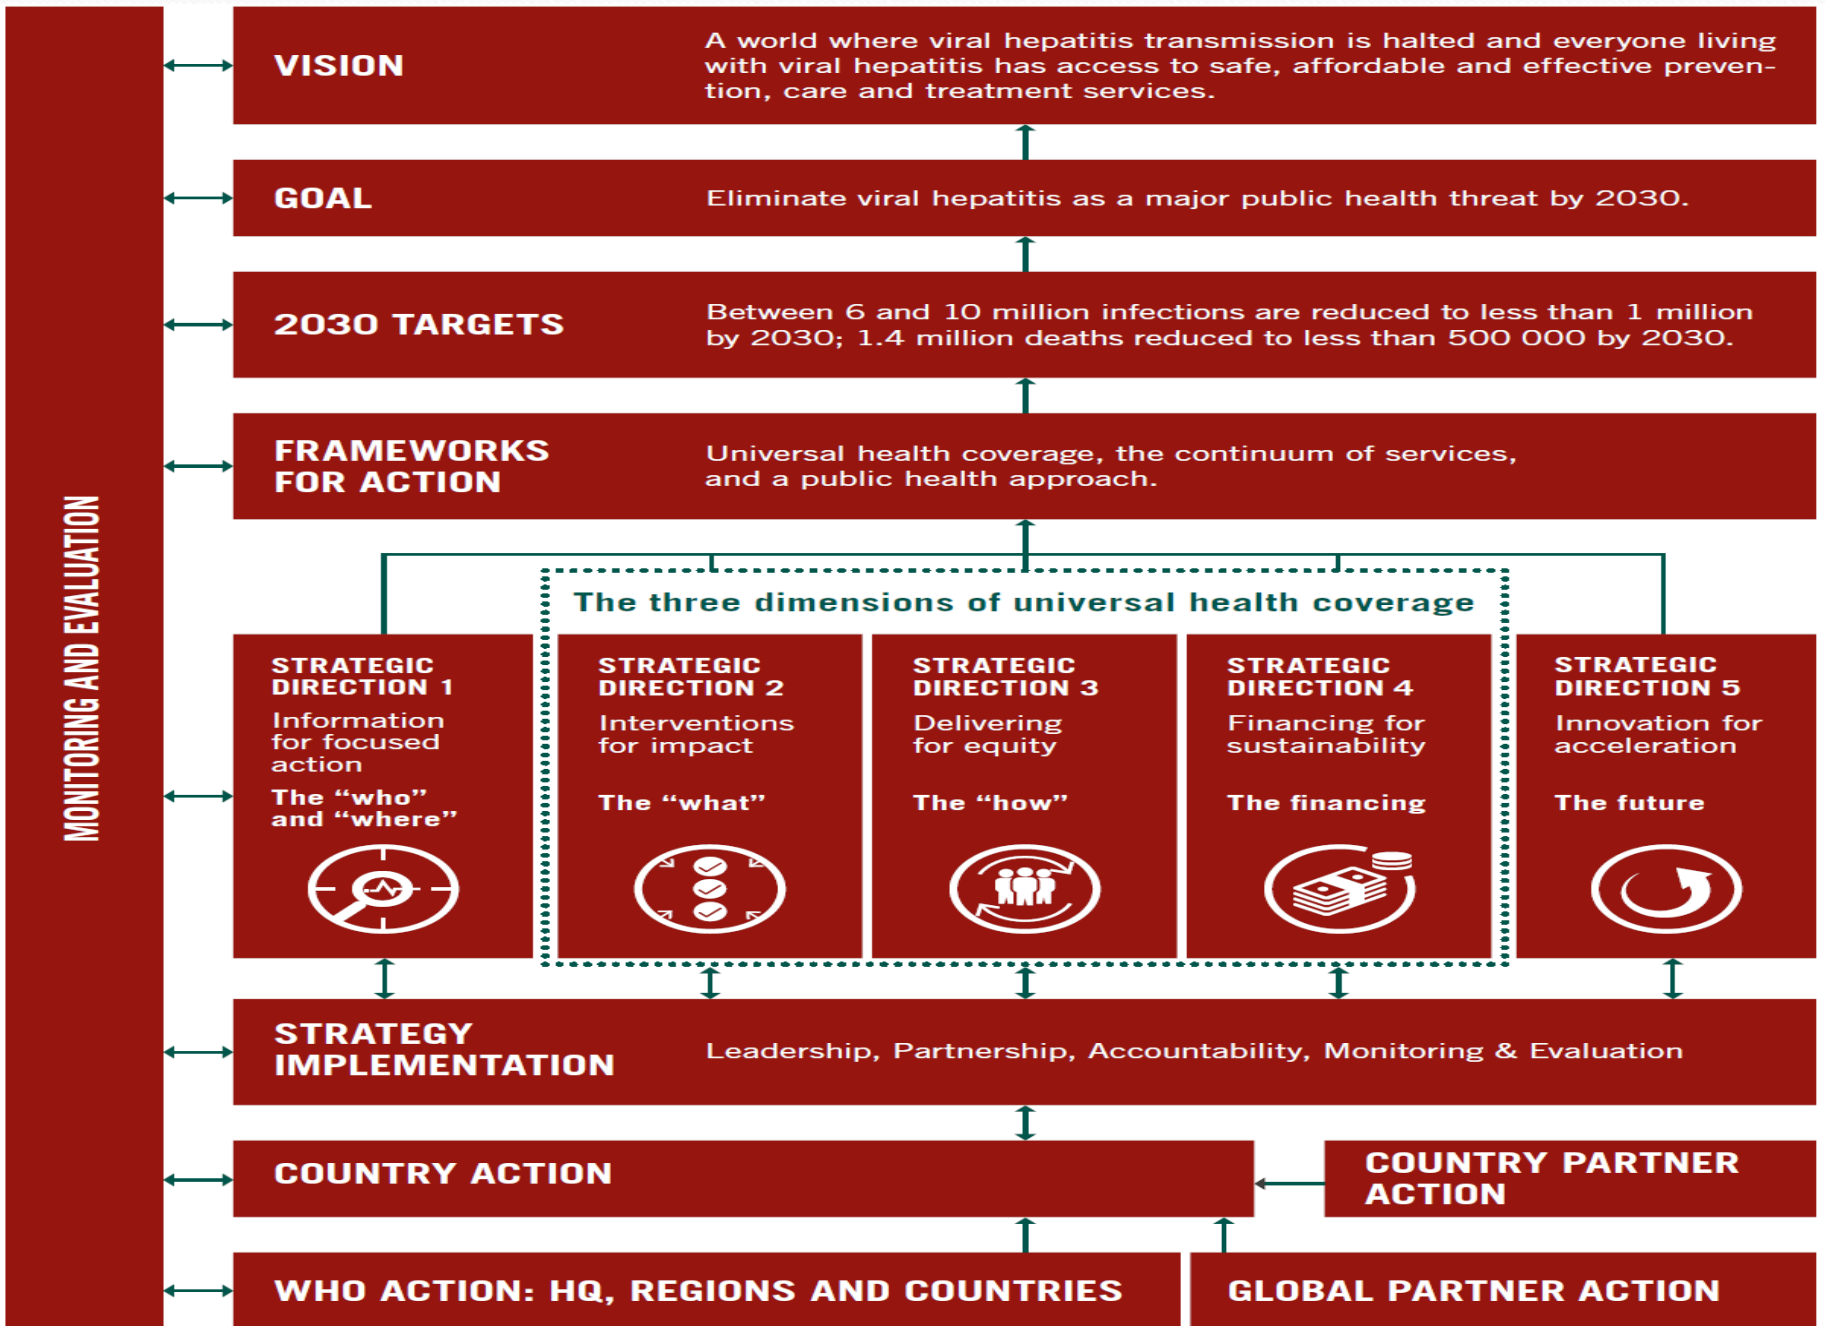 MONITORING AND EVALUATION
VISION
A world where viral hepatitis transmission is halted and everyone living
with viral hepatitis has access to safe, affordable and effective preven-
tion, care and treatment services.
GOAL
Eliminate viral hepatitis as a major public health threat by 2030.
2030 TARGETS
Between 6 and 10 million infections are reduced to less than 1 million
by 2030; 1.4 million deaths reduced to less than 500 000 by 2030.
FRAMEWORKS
FOR ACTION
Universal health coverage, the continuum of services,
and a public health approach.
The three dimensions of universal health coverage
STRATEGIC
DIRECTION 1
Information
for focused
action
The “who”
and “where”
STRATEGIC
DIRECTION 2
Interventions
for impact
The “what”
STRATEGIC
DIRECTION 3
Delivering
for equity
The “how”
STRATEGIC
DIRECTION 4
Financing for
sustainability
The financing
STRATEGIC
DIRECTION 5
Innovation for
acceleration
The future
STRATEGY
IMPLEMENTATION
Leadership, Partnership, Accountability, Monitoring & Evaluation
COUNTRY ACTION
COUNTRY PARTNER
ACTION
WHO ACTION: HQ, REGIONS AND COUNTRIES
GLOBAL PARTNER ACTION